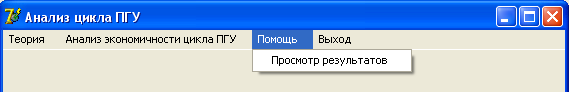 Анализ цикла ПГУ
Теория Анализ экономичности цикла ПГУ Помощь Выход
Просмотр результатов